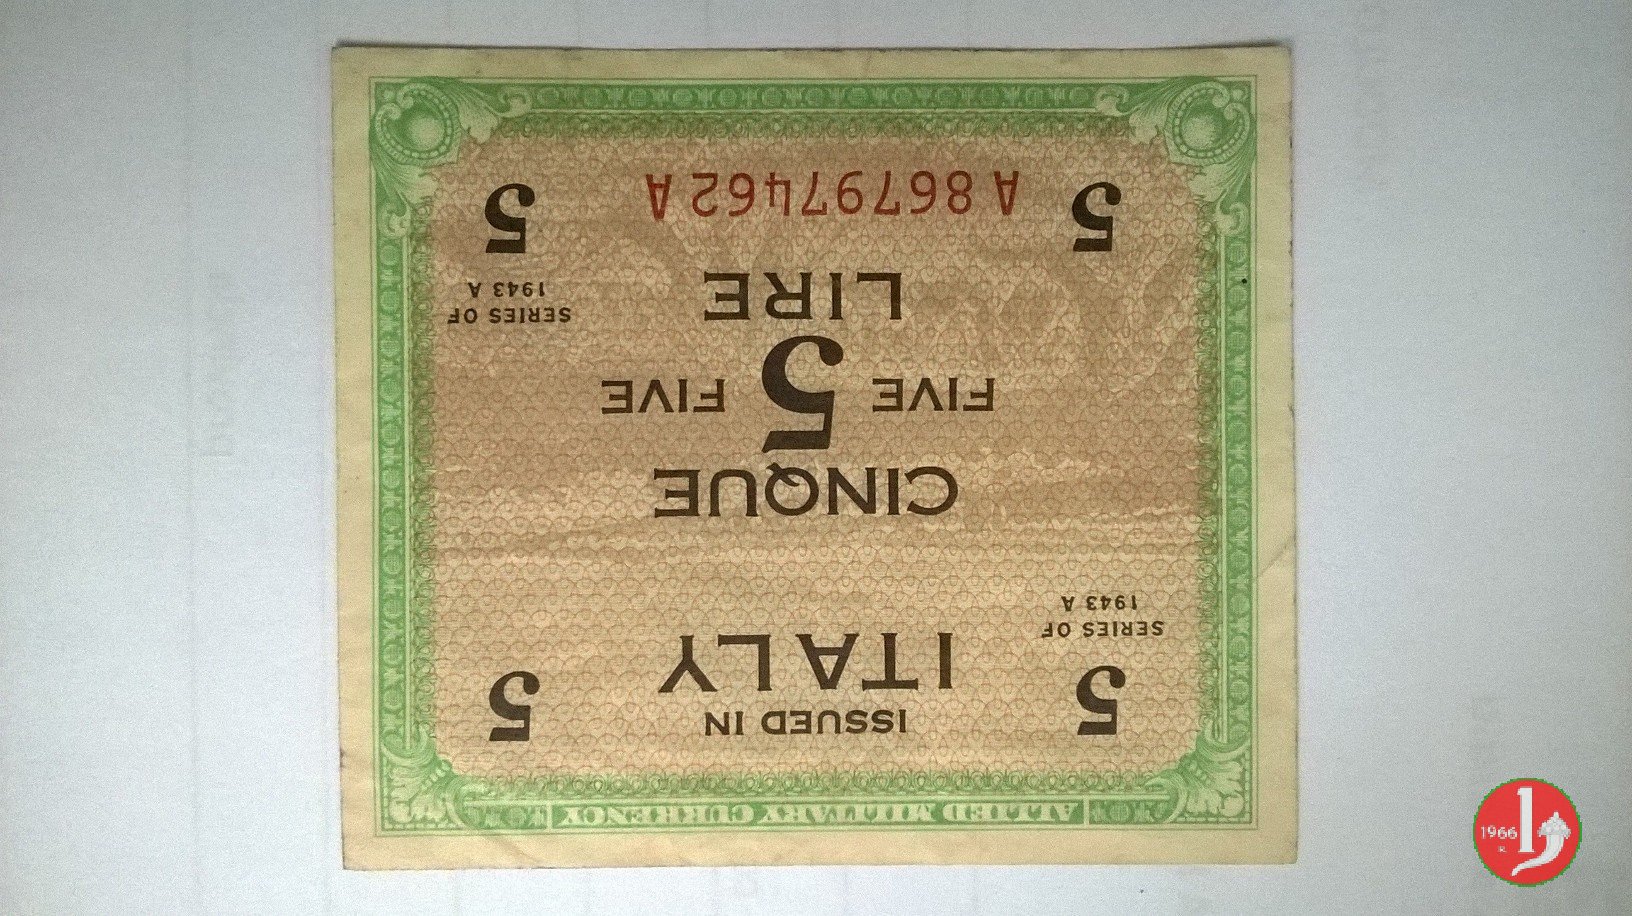 ALLIED MILITARY CURRENCY
5 ISSUED IN 5
ITALY
SERIES OF
1943 A
CINQUE
FIVE 5 FIVE
LIRE
SERIES OF
1943 A
5 A 86797462 A 5
1966